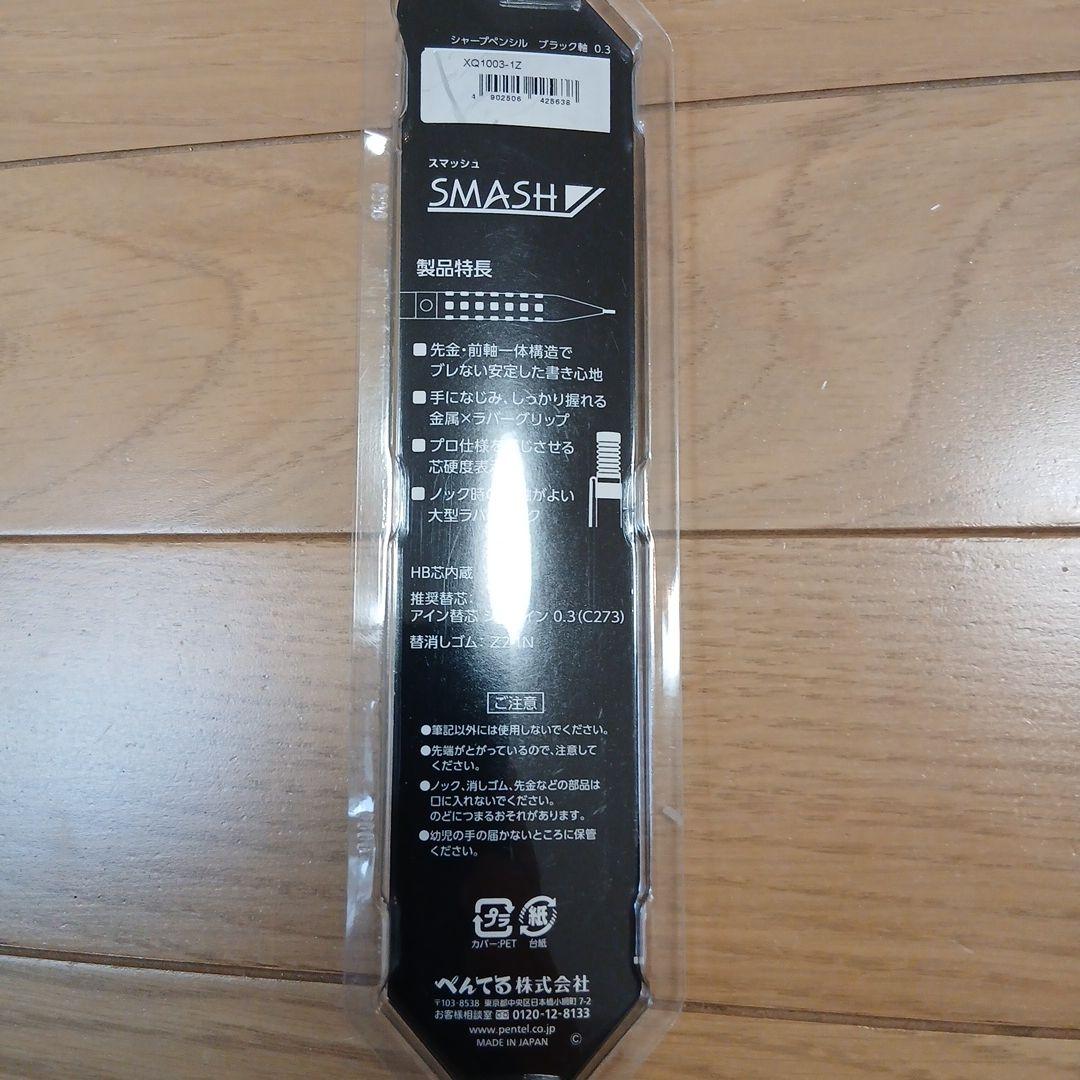 シャープペンシル ブラック軸 0.3
XQ1003-1Z
4 902506 425638
スマッシュ
SMASH
製品特長
先金・前軸一体構造で
ブレない安定した書き心地
手になじみ、しっかり握れる
金属×ラバーグリップ
プロ仕様を じさせる
芯硬度表
ノック時の がよい
大型ラバ ク
HB芯内蔵
推奨替芯:
アイン替芯 イン 0.3(C273)
替消しゴム: N
ご注意
●筆記以外には使用しないでください。
●先端がとがっているので、注意して
ください。
●ノック、消しゴム、先金などの部品は
口に入れないでください。
のどにつまるおそれがあります。
●幼児の手の届かないところに保管
ください。
プラ 紙
カバー:PET 台紙
ぺんてる株式会社
〒103-8538 東京都中央区日本橋小網町 7-2
お客様相談室 0120-12-8133
www.pentel.co.jp
MADE IN JAPAN ©